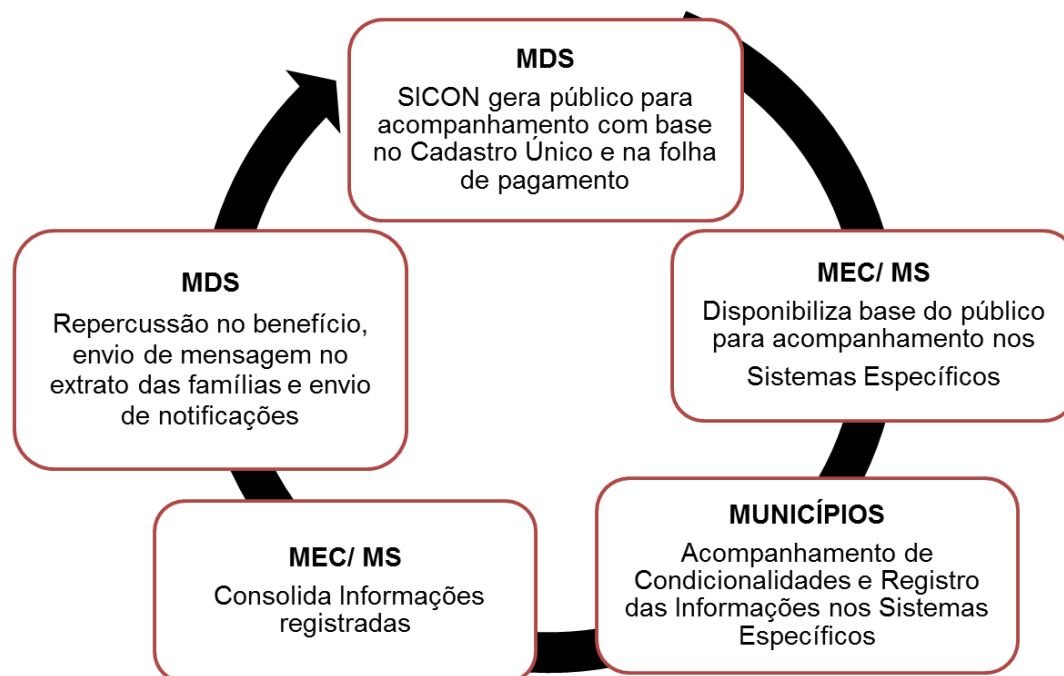 MDS
SICON gera público para
acompanhamento com base
no Cadastro Único e na folha
de pagamento
MEC/ MS
Disponibiliza base do público
para acompanhamento nos
Sistemas Específicos
MUNICÍPIOS
Acompanhamento de
Condicionalidades e Registro
das Informações nos Sistemas
Específicos
MEC/ MS
Consolida Informações
registradas
MDS
Repercussão no benefício,
envio de mensagem no
extrato das famílias e envio
de notificações